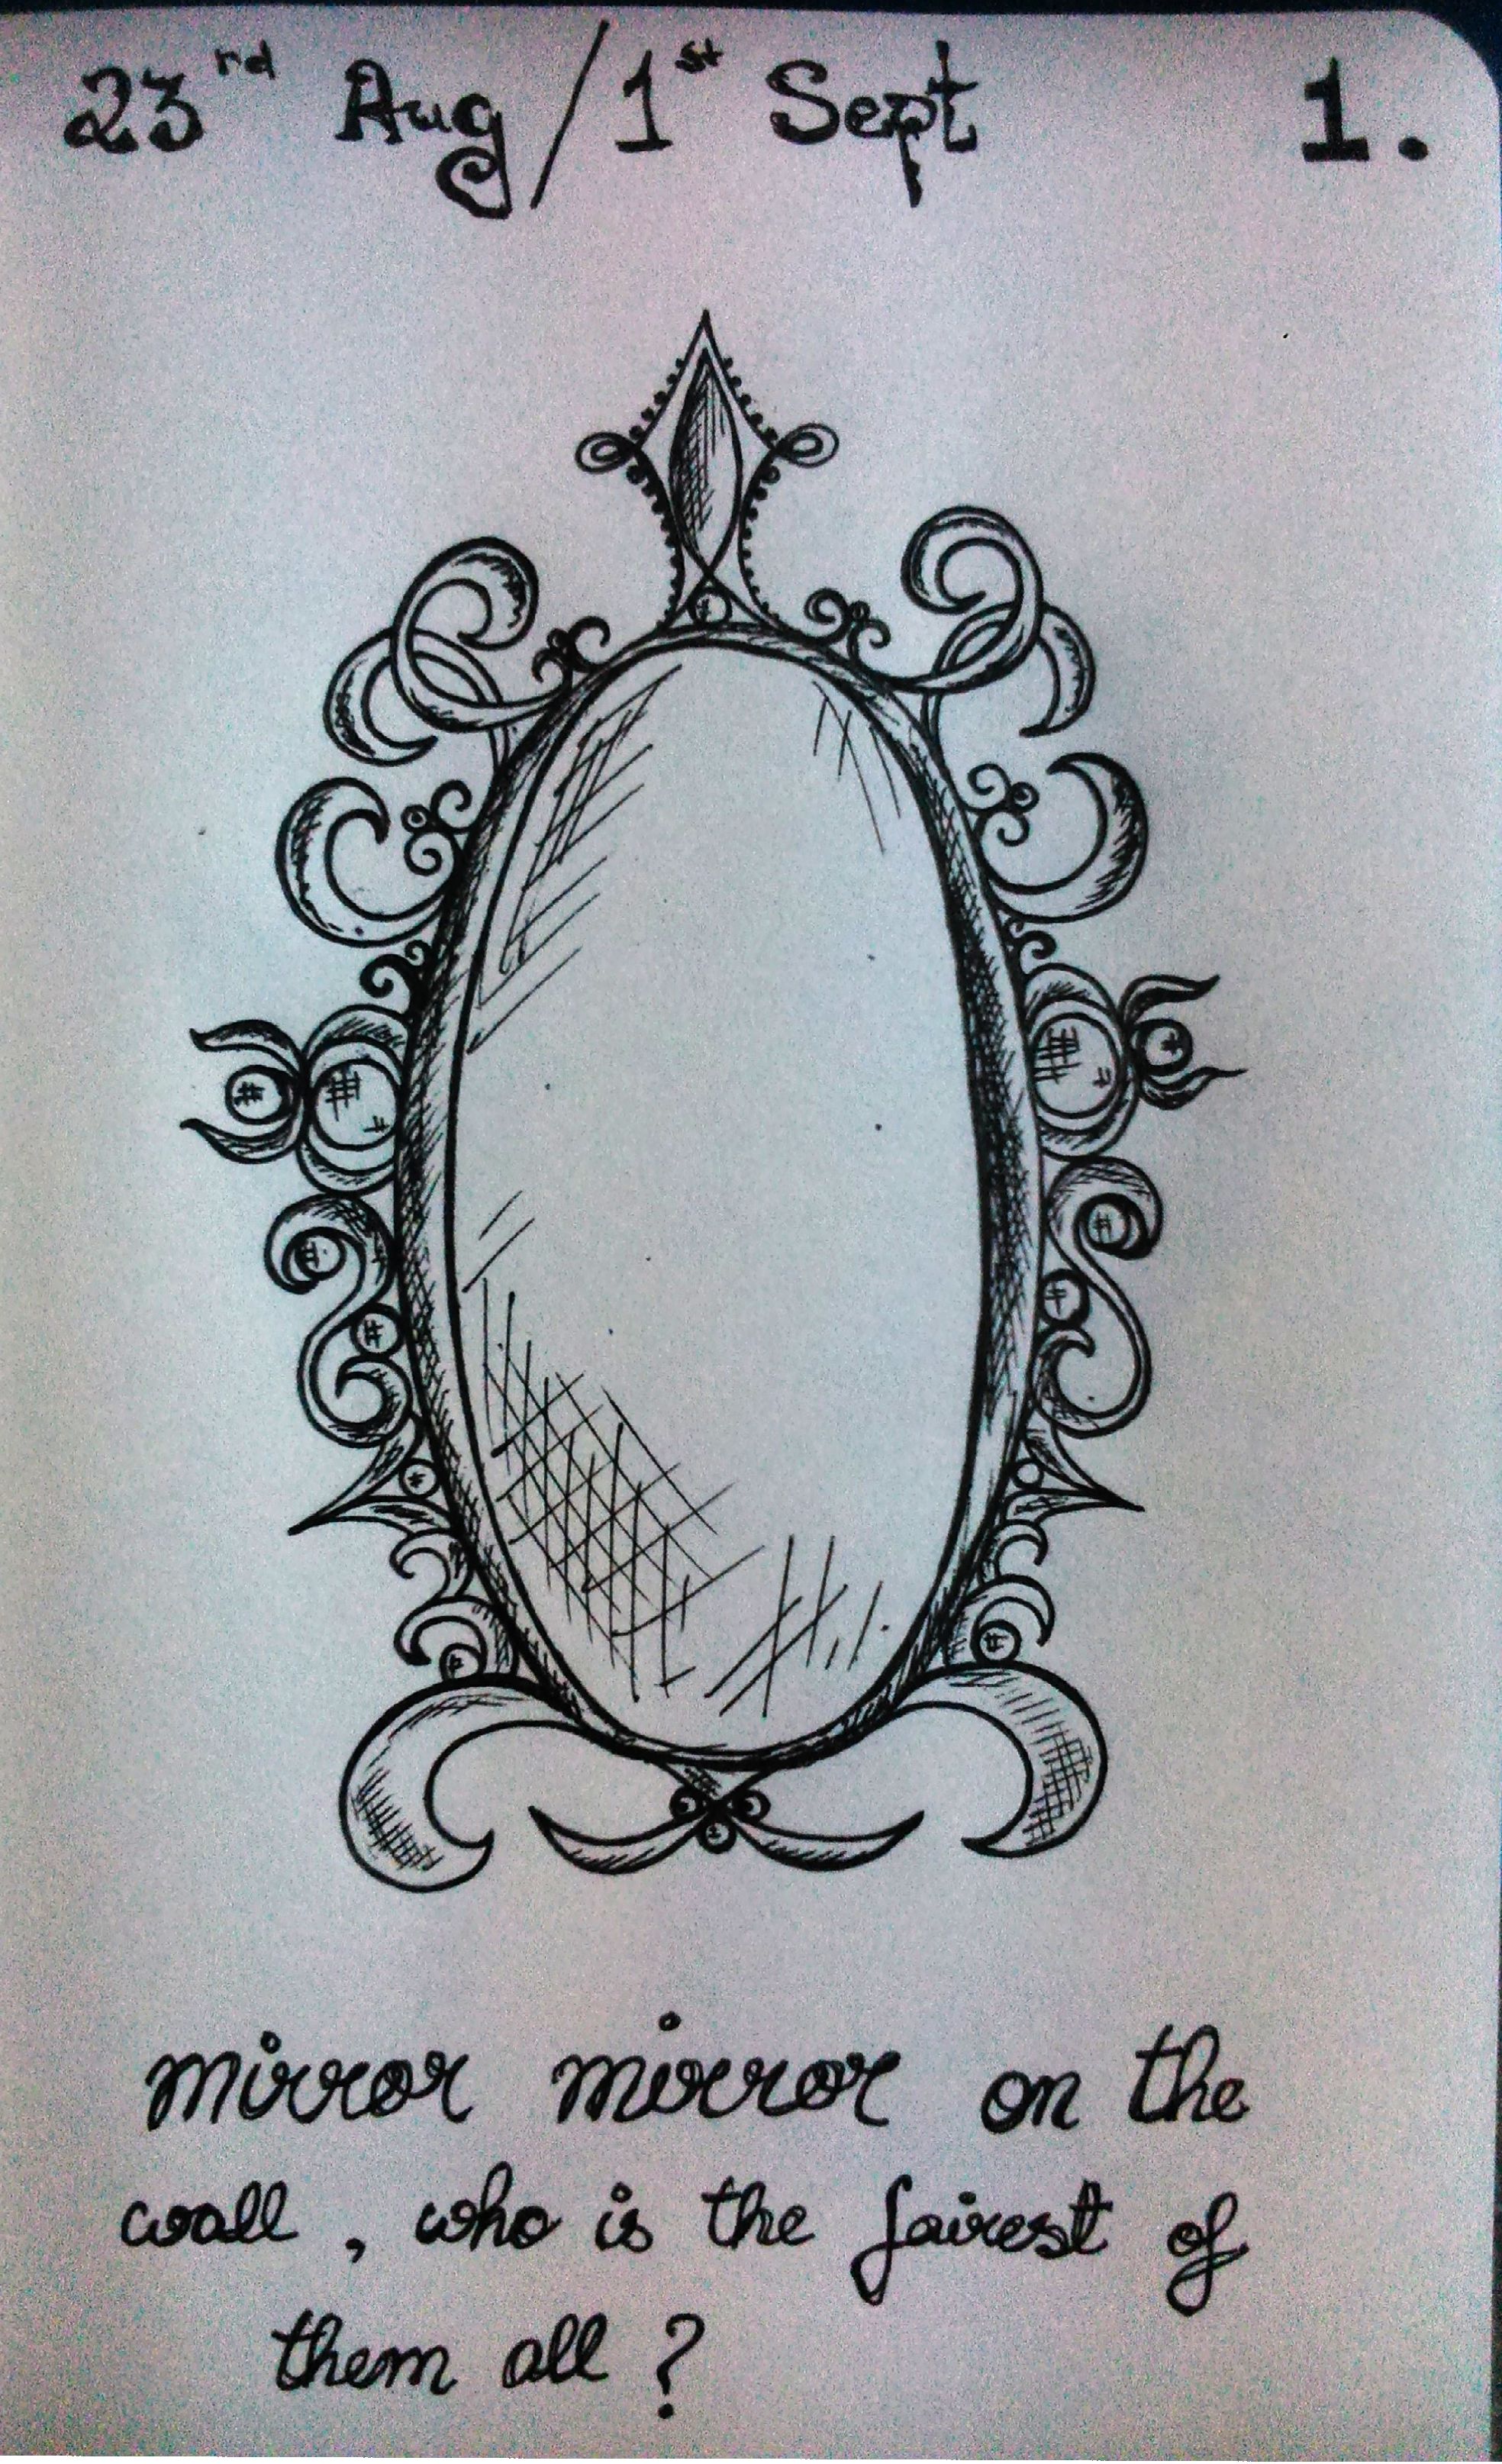 23rd Aug/1st Sept 1.
mirror mirror on the
wall, who is the fairest of
them all?